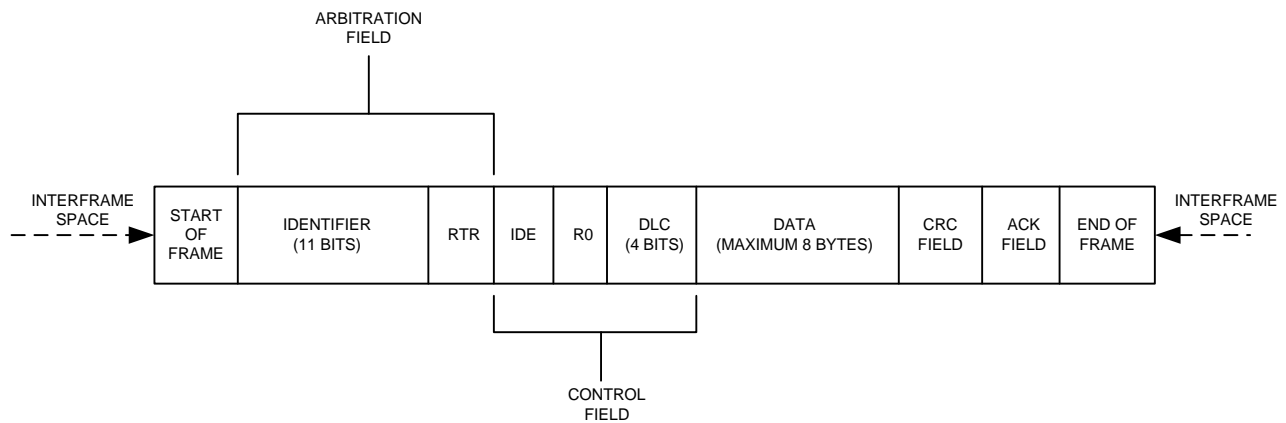 ARBITRATION
FIELD
INTERFRAME
SPACE
START
OF
FRAME
IDENTIFIER
(11 BITS)
RTR
IDE
R0
DLC
(4 BITS)
DATA
(MAXIMUM 8 BYTES)
CRC
FIELD
ACK
FIELD
END OF
FRAME
INTERFRAME
SPACE
CONTROL
FIELD